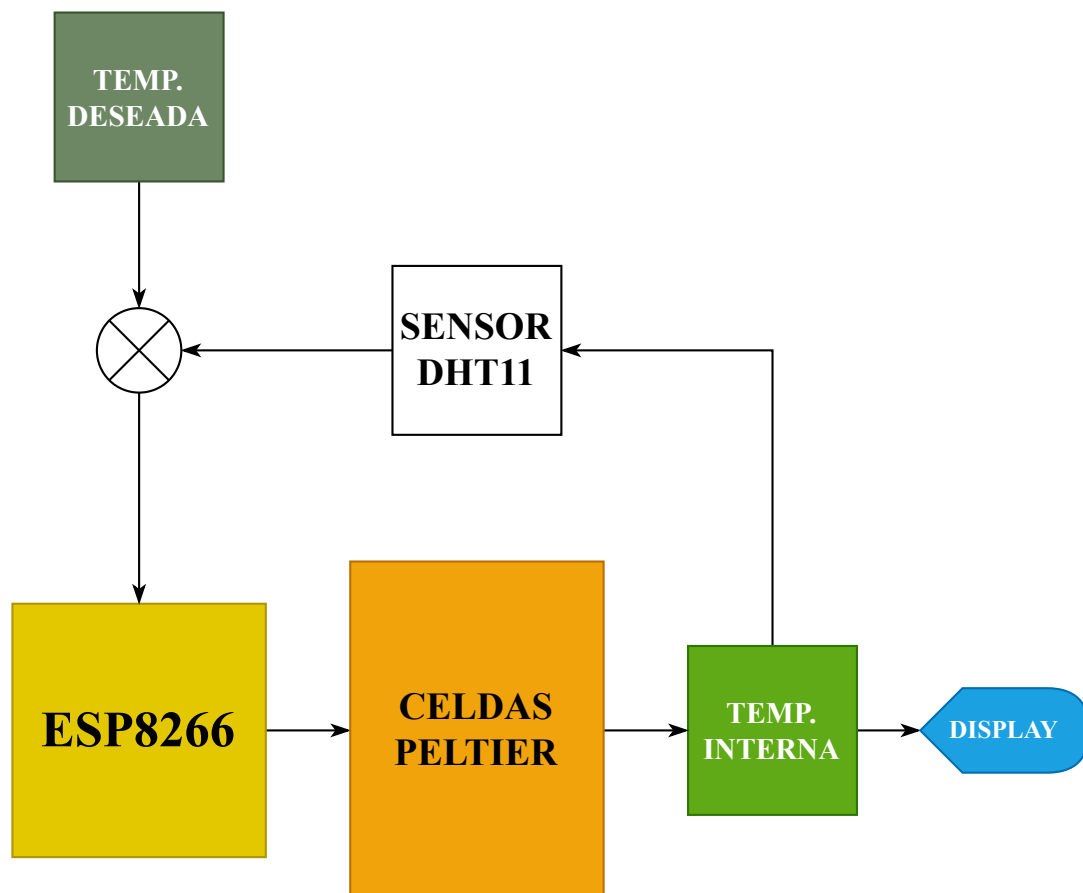 TEMP.
DESEADA
SENSOR
DHT11
ESP8266
CELDAS
PELTIER
TEMP.
INTERNA
DISPLAY